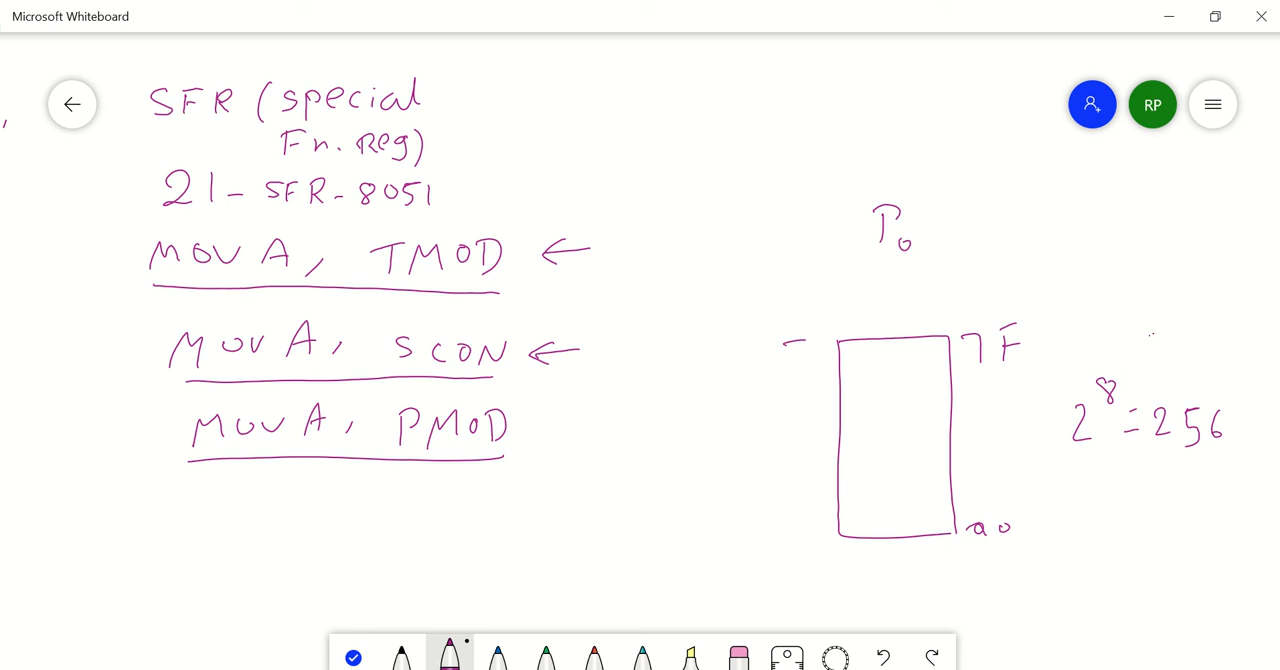 Microsoft Whiteboard
RP
SFR (special
Fn. Reg)
21 - SFR - 8051
MOV A, TMOD ←
MOV A, SCON ←
MOV A, PMOD
P0
7F
2^8 = 256
00